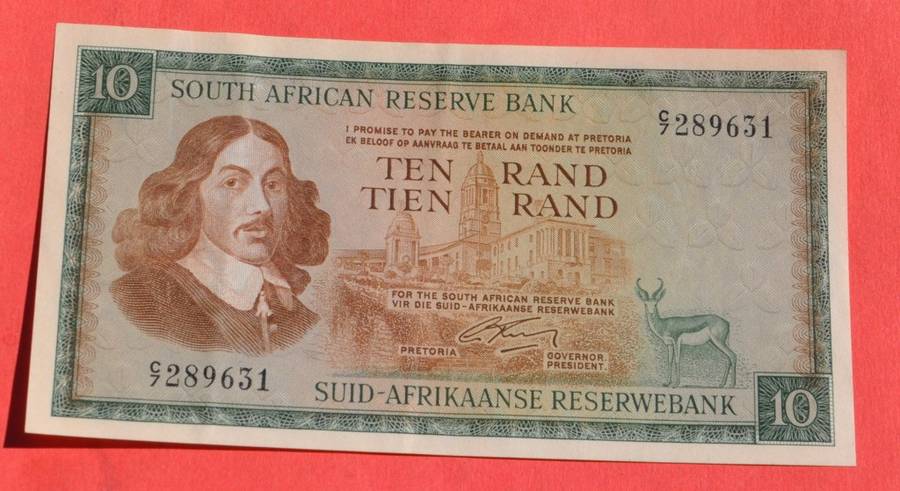 10
SOUTH AFRICAN RESERVE BANK
I PROMISE TO PAY THE BEARER ON DEMAND AT PRETORIA
EK BELOOF OP AANVRAAG TE BETAAL AAN TOONDER TE PRETORIA
C/7 289631
TEN RAND
TIEN RAND
FOR THE SOUTH AFRICAN RESERVE BANK
VIR DIE SUID-AFRIKAANSE RESERWEBANK
PRETORIA
GOVERNOR.
PRESIDENT.
C/7 289631
SUID-AFRIKAANSE RESERWEBANK
10